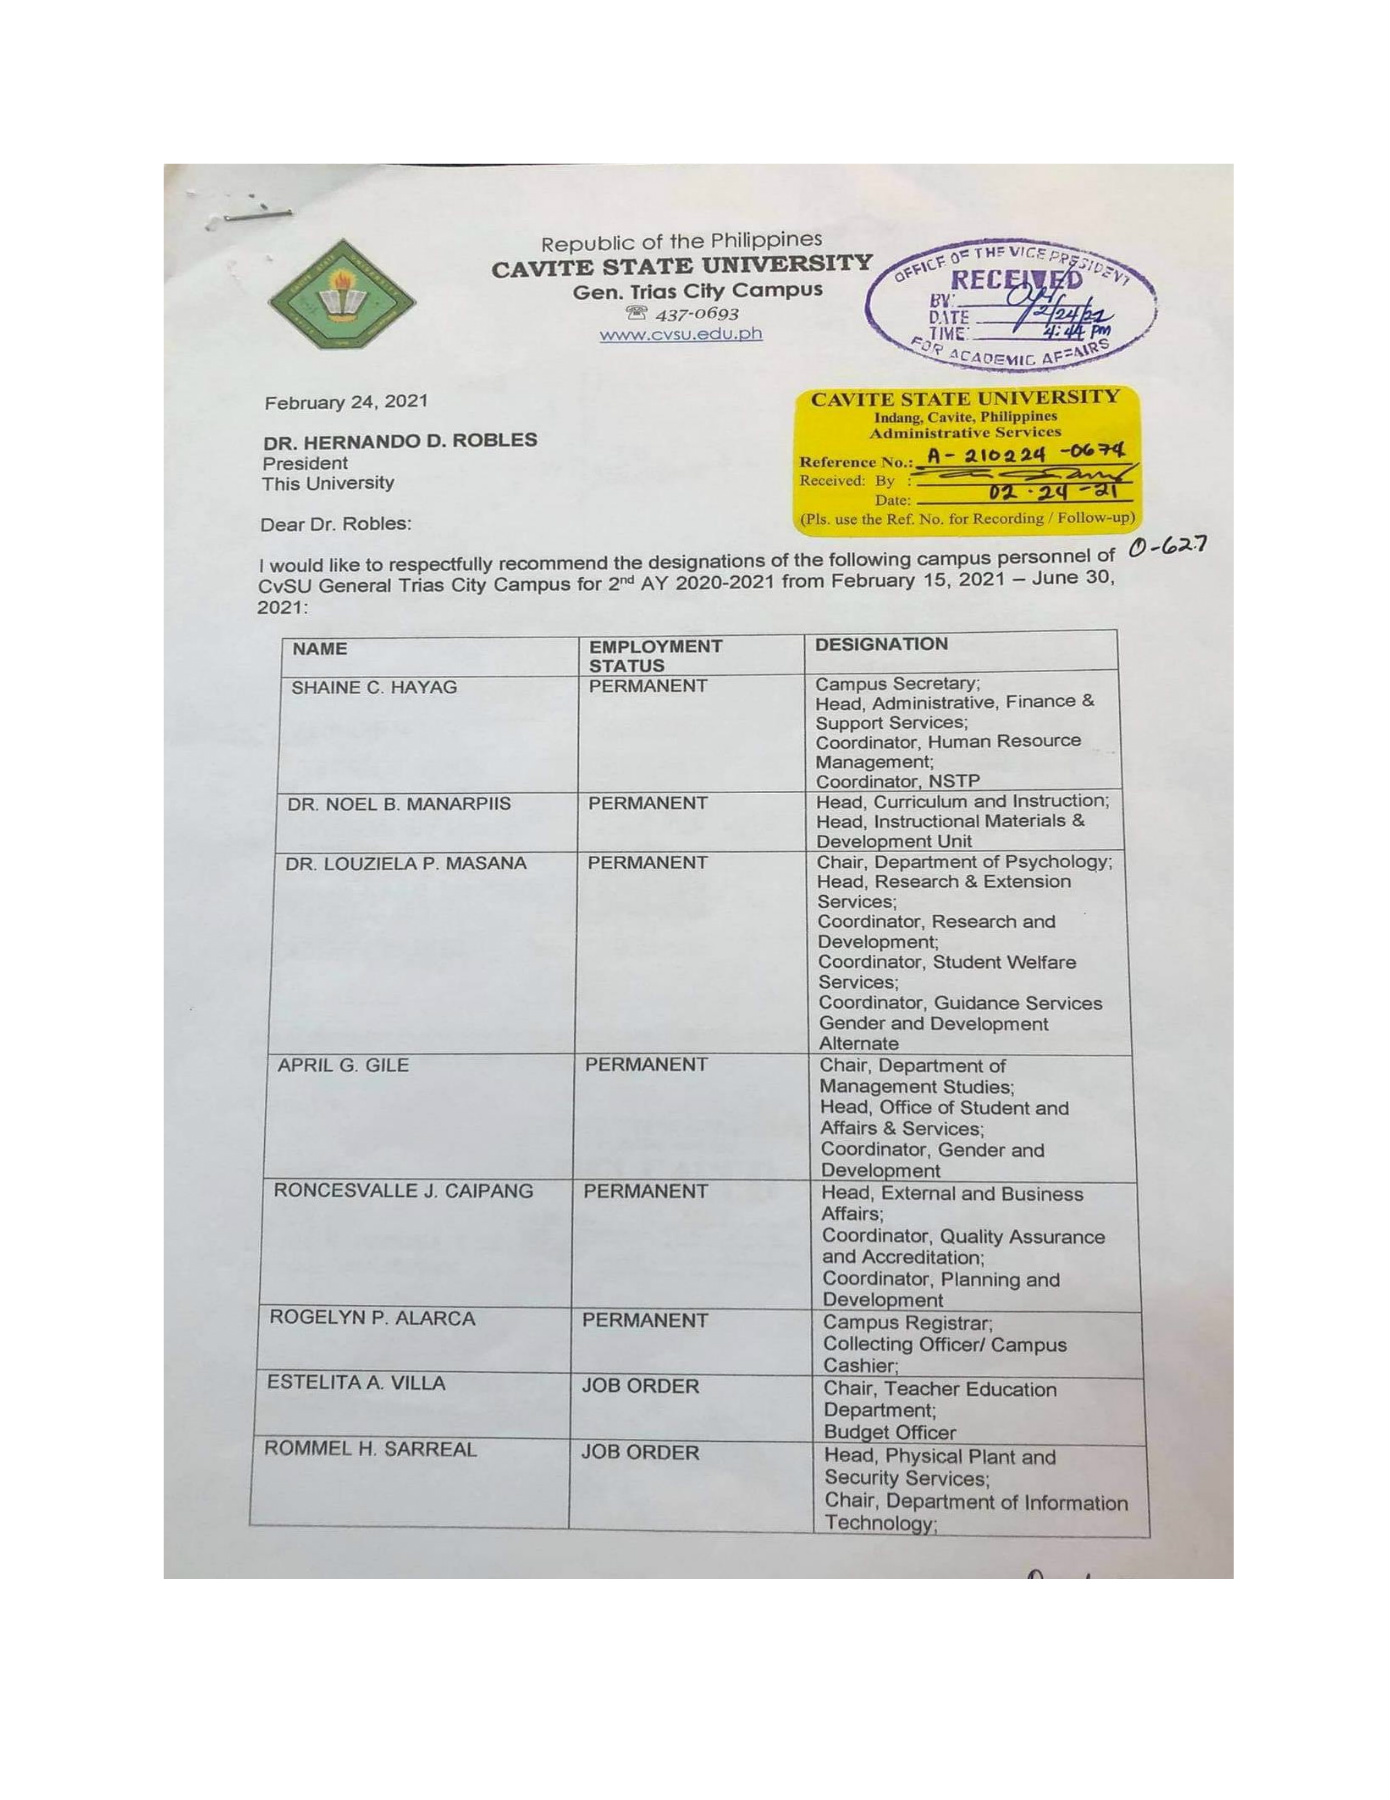 Republic of the Philippines
CAVITE STATE UNIVERSITY
Gen. Trias City Campus
☎ 437-0693
www.cvsu.edu.ph
OFFICE OF THE VICE PRESIDENT
RECEIVED
BY:
DATE 2/24/21
TIME: 4:44 pm
FOR ACADEMIC AFFAIRS
February 24, 2021
CAVITE STATE UNIVERSITY
Indang, Cavite, Philippines
Administrative Services
Reference No.: A-210224-0674
Received: By :
Date: 02-24-21
(Pls. use the Ref. No. for Recording / Follow-up)
DR. HERNANDO D. ROBLES
President
This University
Dear Dr. Robles:
O-627
I would like to respectfully recommend the designations of the following campus personnel of
CvSU General Trias City Campus for 2nd AY 2020-2021 from February 15, 2021 – June 30,
2021:
NAME
EMPLOYMENT
STATUS
DESIGNATION
SHAINE C. HAYAG
PERMANENT
Campus Secretary;
Head, Administrative, Finance &
Support Services;
Coordinator, Human Resource
Management;
Coordinator, NSTP
DR. NOEL B. MANARPIIS
PERMANENT
Head, Curriculum and Instruction;
Head, Instructional Materials &
Development Unit
DR. LOUZIELA P. MASANA
PERMANENT
Chair, Department of Psychology;
Head, Research & Extension
Services;
Coordinator, Research and
Development;
Coordinator, Student Welfare
Services;
Coordinator, Guidance Services
Gender and Development
Alternate
APRIL G. GILE
PERMANENT
Chair, Department of
Management Studies;
Head, Office of Student and
Affairs & Services;
Coordinator, Gender and
Development
RONCESVALLE J. CAIPANG
PERMANENT
Head, External and Business
Affairs;
Coordinator, Quality Assurance
and Accreditation;
Coordinator, Planning and
Development
ROGELYN P. ALARCA
PERMANENT
Campus Registrar;
Collecting Officer/ Campus
Cashier;
ESTELITA A. VILLA
JOB ORDER
Chair, Teacher Education
Department;
Budget Officer
ROMMEL H. SARREAL
JOB ORDER
Head, Physical Plant and
Security Services;
Chair, Department of Information
Technology;